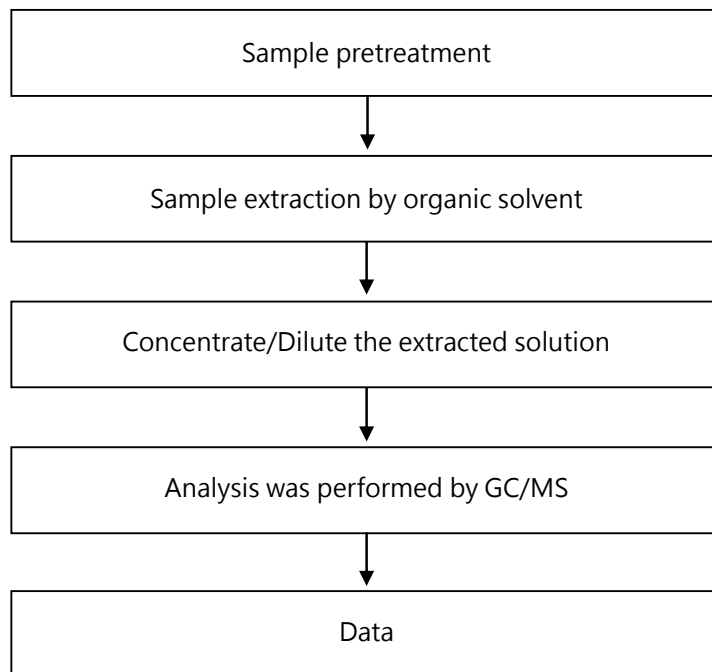 Sample pretreatment
Sample extraction by organic solvent
Concentrate/Dilute the extracted solution
Analysis was performed by GC/MS
Data